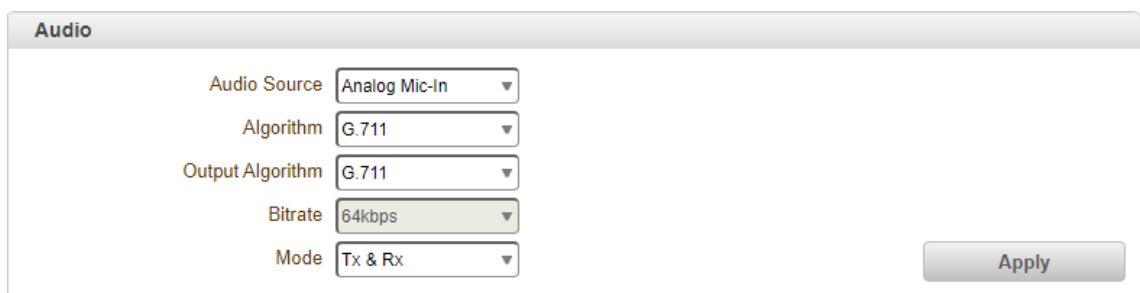 Audio
Audio Source Analog Mic-In
Algorithm G.711
Output Algorithm G.711
Bitrate 64kbps
Mode Tx & Rx
Apply